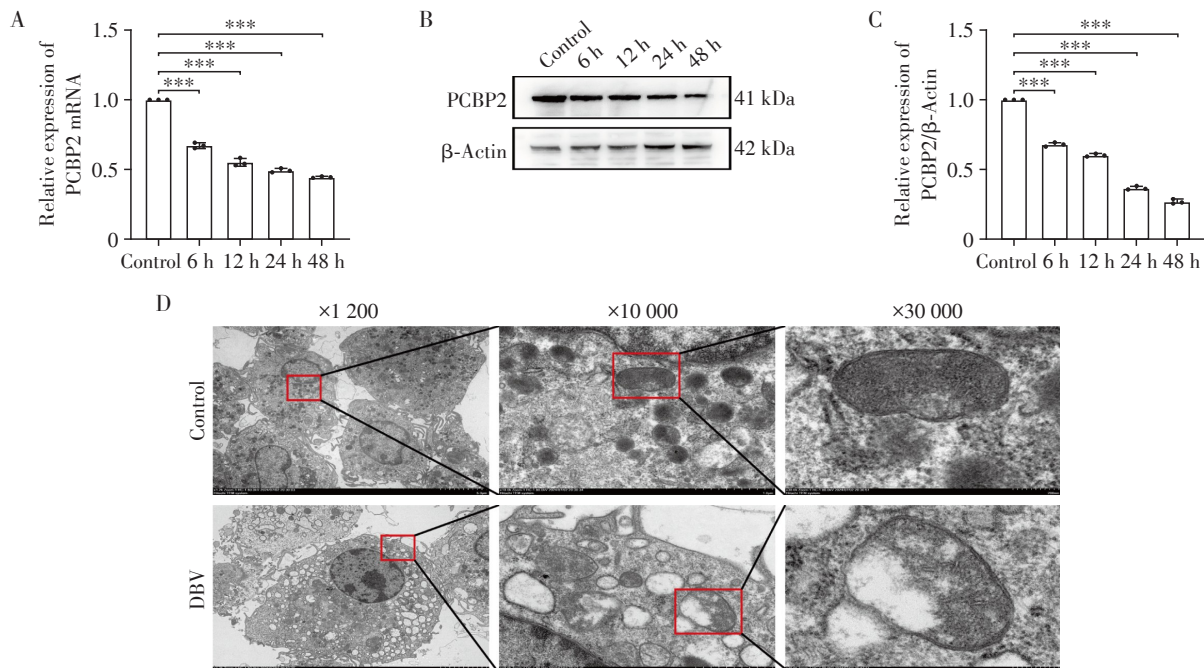 A
Relative expression of
PCBP2 mRNA
1.5
1.0
0.5
0
***
***
***
***
Control 6 h 12 h 24 h 48 h
B
Control 6 h 12 h 24 h 48 h
PCBP2
41 kDa
β-Actin
42 kDa
C
Relative expression of
PCBP2/β-Actin
1.5
1.0
0.5
0
***
***
***
***
Control 6 h 12 h 24 h 48 h
D
×1 200
×10 000
×30 000
Control
DBV